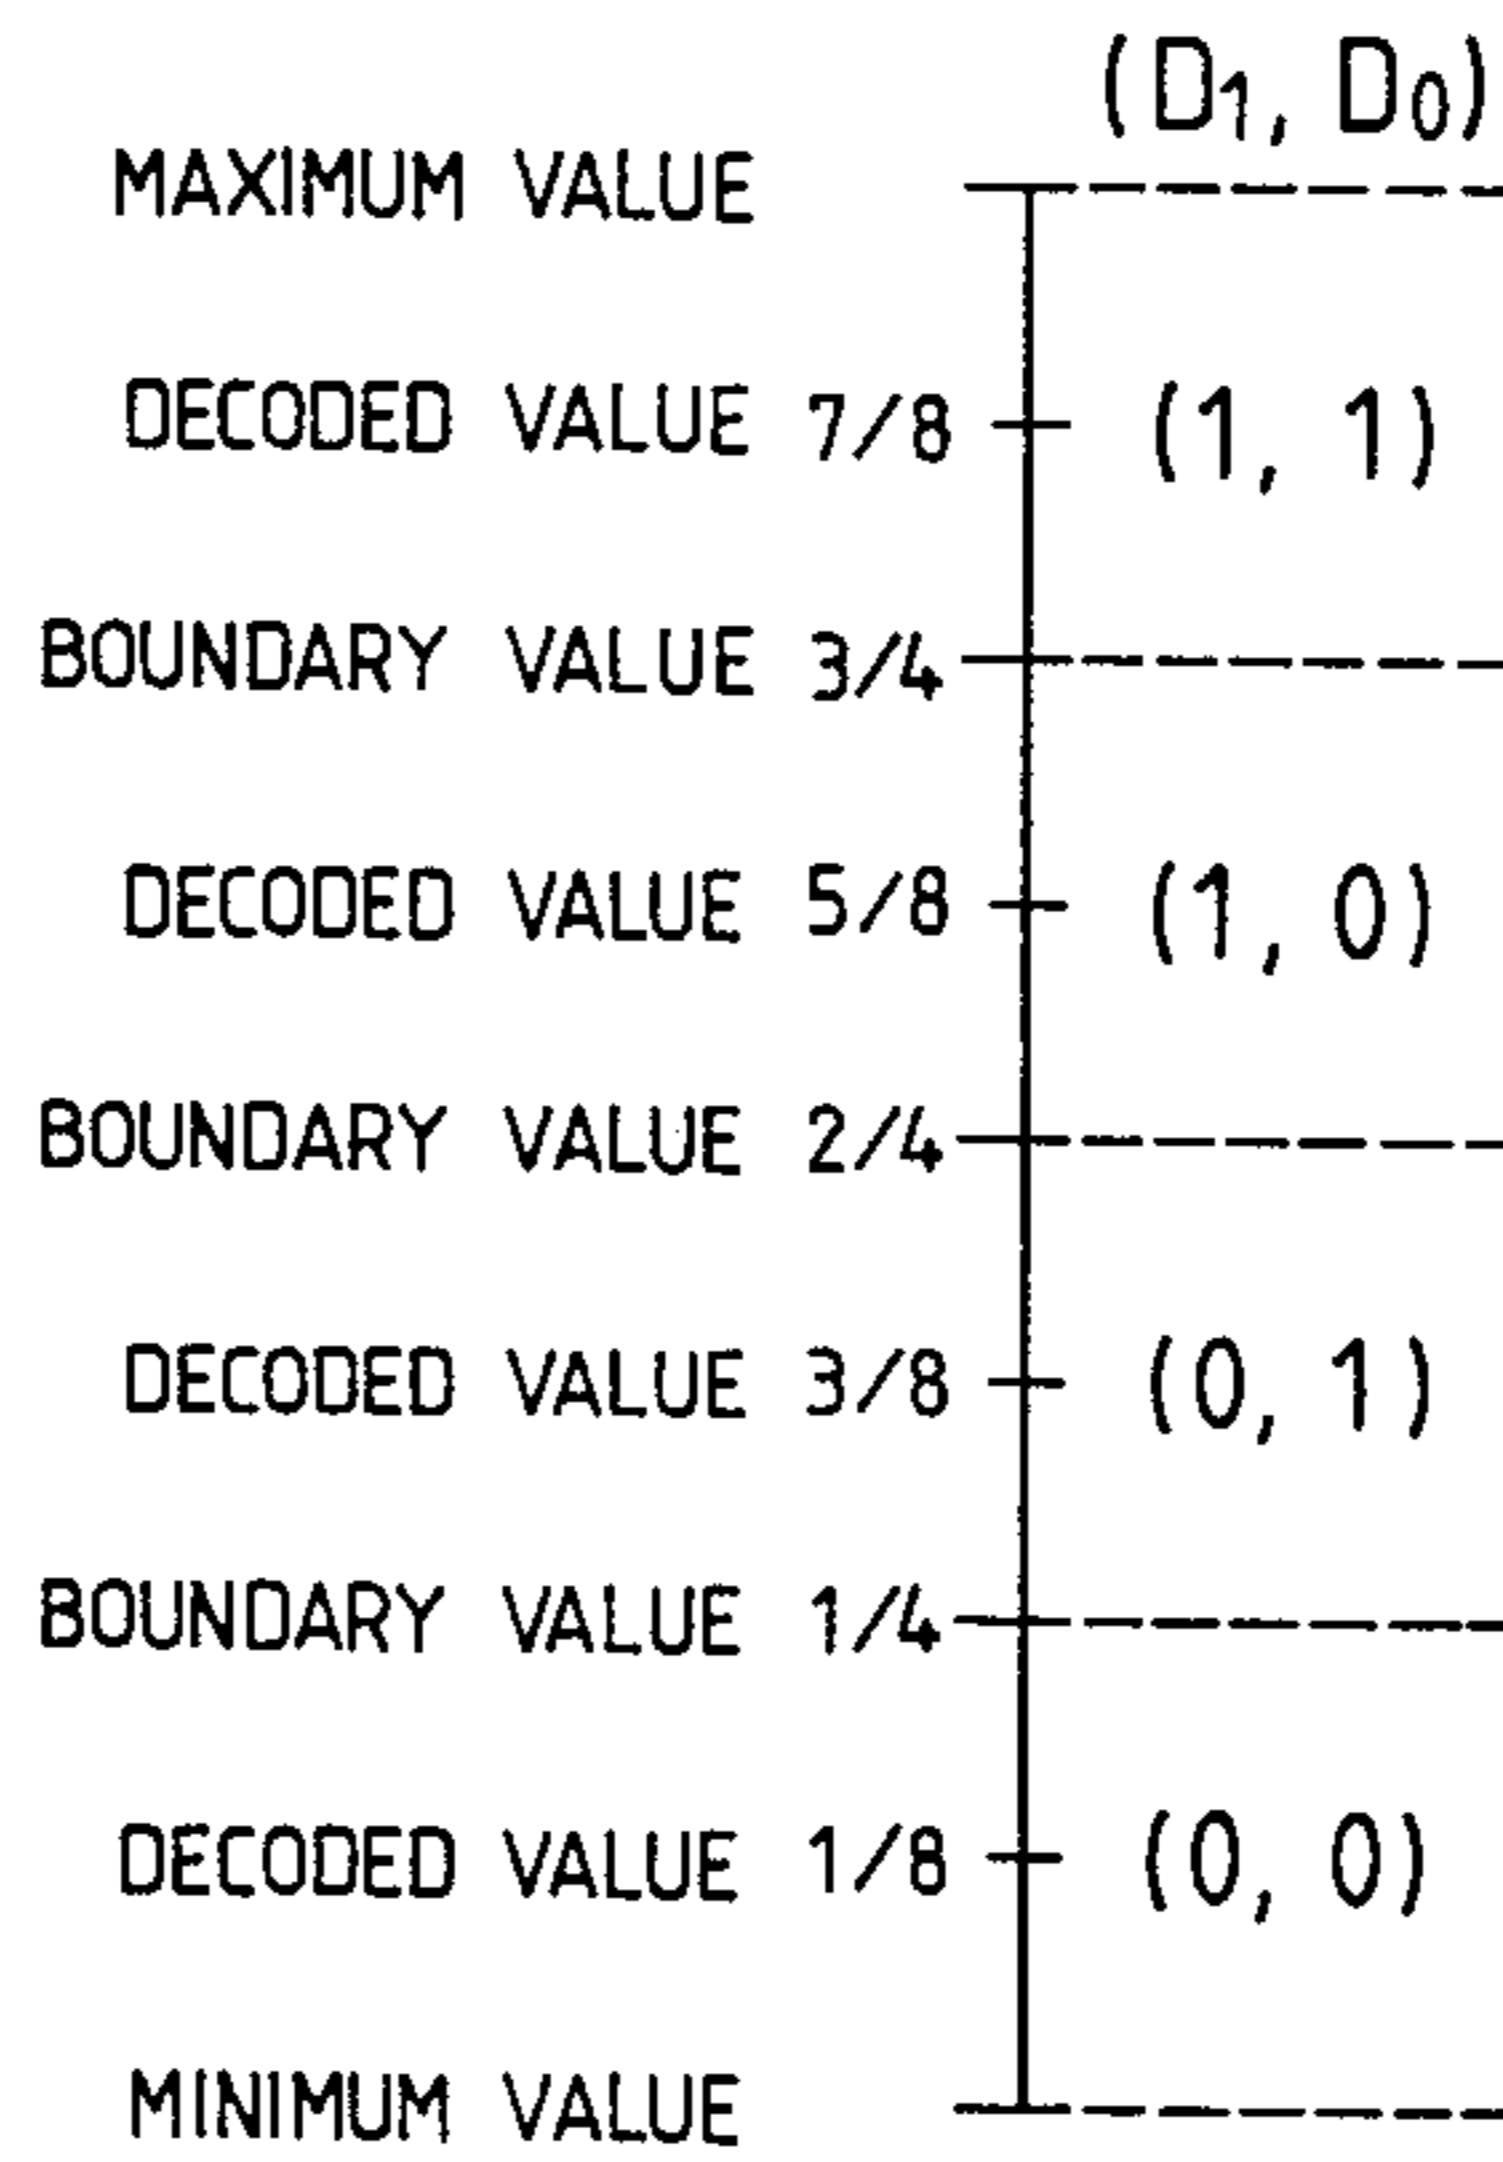 (D₁, D₀)
MAXIMUM VALUE
DECODED VALUE 7/8 (1, 1)
BOUNDARY VALUE 3/4
DECODED VALUE 5/8 (1, 0)
BOUNDARY VALUE 2/4
DECODED VALUE 3/8 (0, 1)
BOUNDARY VALUE 1/4
DECODED VALUE 1/8 (0, 0)
MINIMUM VALUE